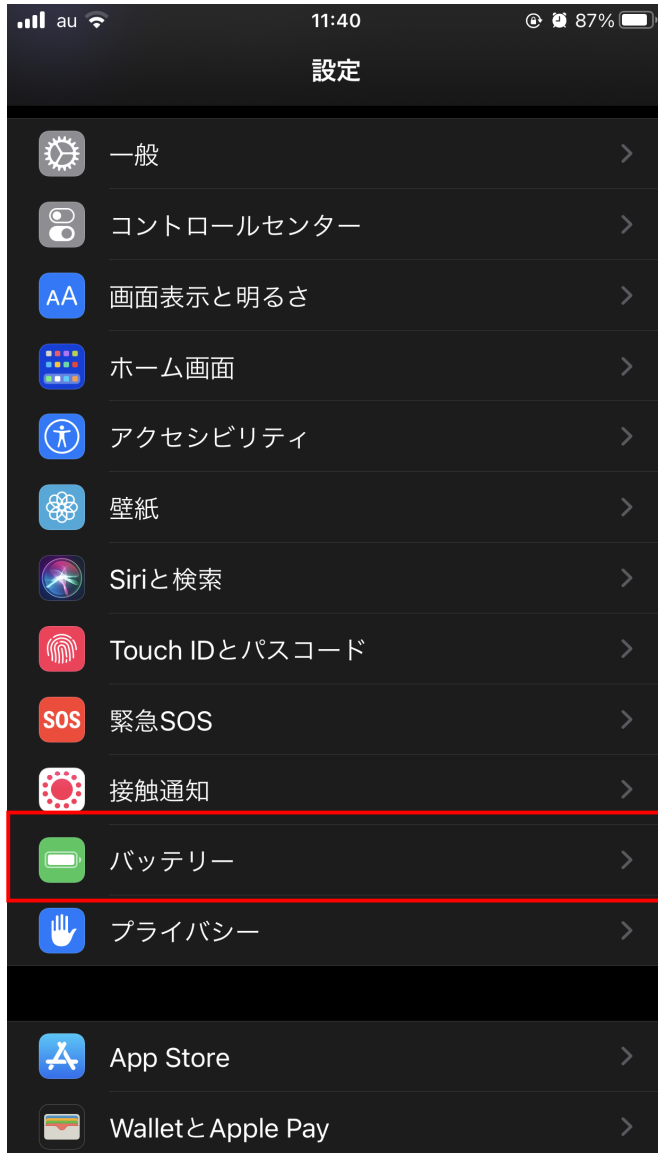 au 11:40 87%
設定
一般
コントロールセンター
AA 画面表示と明るさ
ホーム画面
アクセシビリティ
壁紙
Siriと検索
Touch IDとパスコード
SOS 緊急SOS
接触通知
バッテリー
プライバシー
App Store
WalletとApple Pay